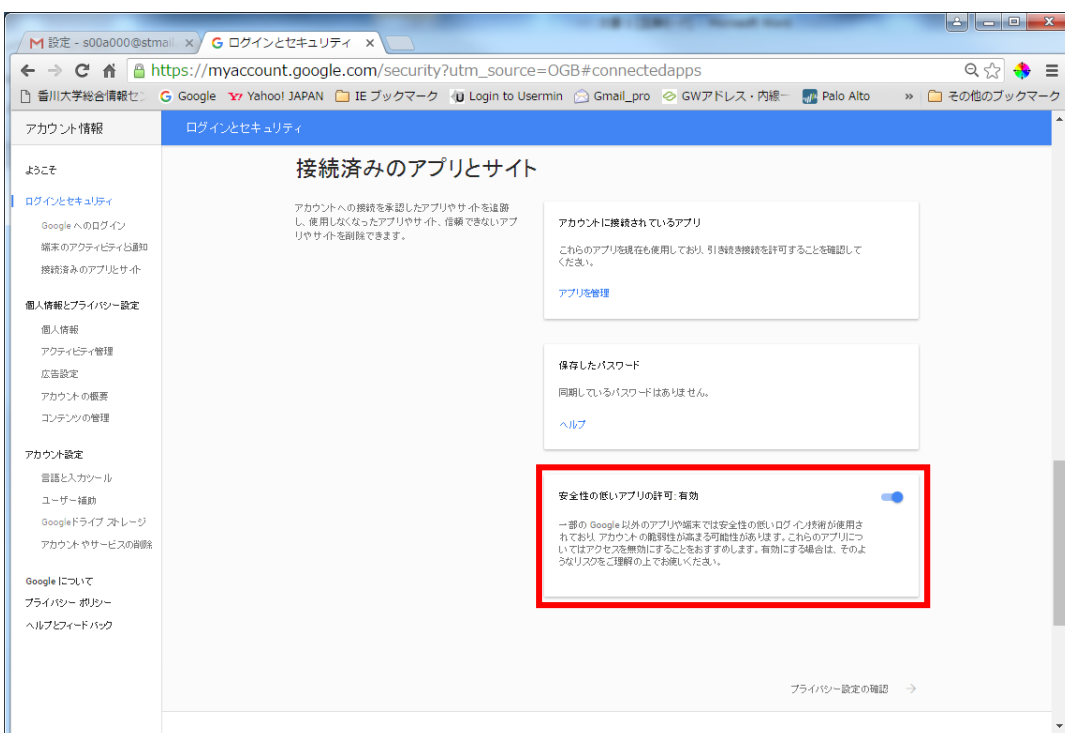 設定 - s00a000@stmail
ログインとセキュリティ
https://myaccount.google.com/security?utm_source=OGB#connectedapps
香川大学総合情報セン
Google
Yahoo! JAPAN
IE ブックマーク
Login to Usermin
Gmail_pro
GWアドレス・内線一
Palo Alto
»
その他のブックマーク
アカウント情報
ログインとセキュリティ
ようこそ
ログインとセキュリティ
Google へのログイン
端末のアクティビティと通知
接続済みのアプリとサイト
個人情報とプライバシー設定
個人情報
アクティビティ管理
広告設定
アカウントの概要
コンテンツの管理
アカウント設定
言語と入力ツール
ユーザー補助
Googleドライブ ストレージ
アカウントやサービスの削除
Google について
プライバシー ポリシー
ヘルプとフィードバック
接続済みのアプリとサイト
アカウントへの接続を承認したアプリやサイトを追跡
し、使用しなくなったアプリやサイト、信頼できないアプ
リやサイトを削除できます。
アカウントに接続されているアプリ
これらのアプリを現在も使用しており、引き続き接続を許可することを確認して
ください。
アプリを管理
保存したパスワード
同期しているパスワードはありません。
ヘルプ
安全性の低いアプリの許可: 有効
一部の Google 以外のアプリや端末では安全性の低いログイン技術が使用さ
れており、アカウントの脆弱性が高まる可能性があります。これらのアプリにつ
いてはアクセスを無効にすることをおすすめします。有効にする場合は、そのよ
うなリスクをご理解の上でお使いください。
プライバシー設定の確認